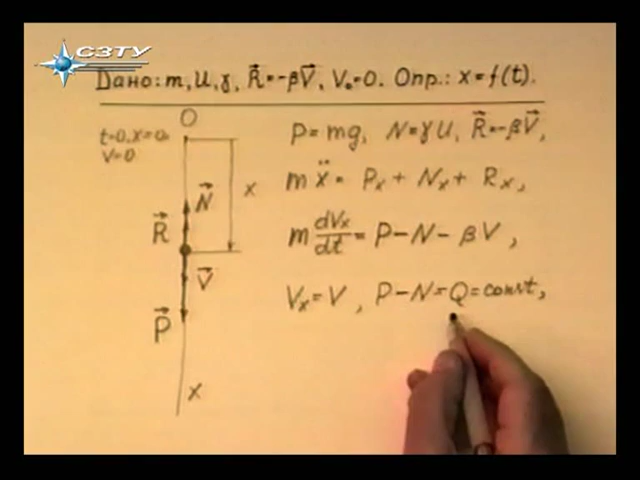 СЗТУ
Дано: m, U, γ, R⃗=-βV⃗, V₀=0. Опр.: x=f(t).
O
t=0, x=0,
V=0
P=mg, N=γU, R⃗=-βV⃗,
N⃗
x
mẍ = Pₓ + Nₓ + Rₓ,
R⃗
m dVₓ/dt = P-N-βV,
V⃗
Vₓ=V, P-N=Q=const,
P⃗
x